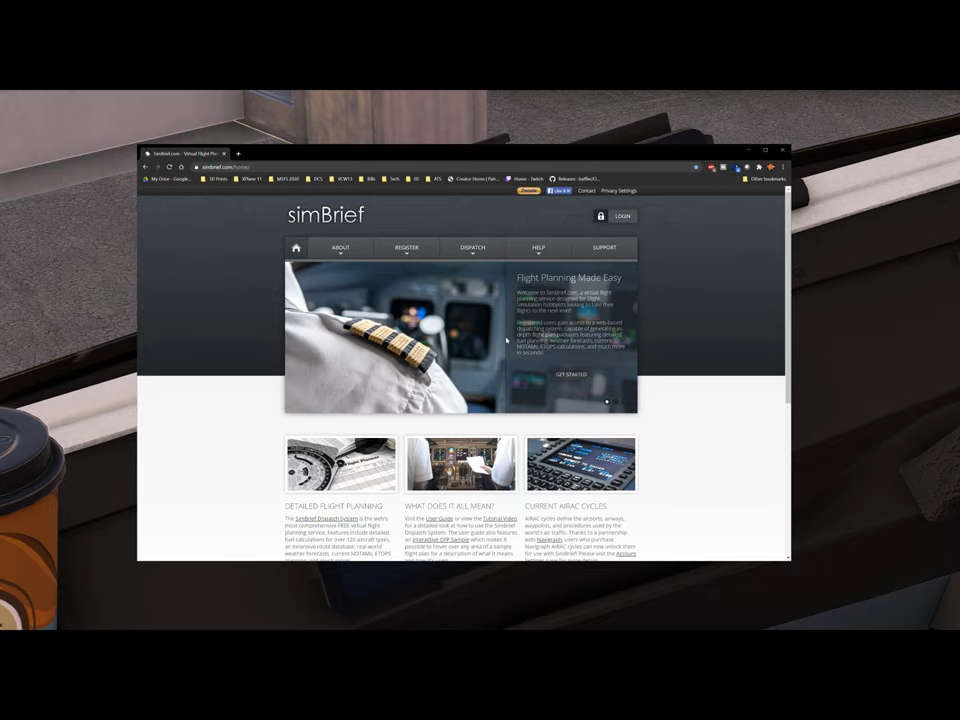 SimBrief.com - Virtual Flight Pla
simbrief.com/home/
My Drive - Google...
3D Prints
XPlane 11
MSFS 2020
DCS
VCW13
Bills
Tech
VS
ATS
Creator Home | Patr...
Home - Twitch
Other bookmarks
Donate
Like It!
Contact
Privacy Settings
simBrief
LOGIN
ABOUT
REGISTER
DISPATCH
HELP
SUPPORT
Flight Planning Made Easy
Welcome to SimBrief.com, a virtual flight
planning service designed for Flight
Simulation hobbyists looking to take their
flights to the next level!
Registered users gain access to a web-based
dispatching system, capable of generating in-
depth flight plan packages featuring detailed
fuel planning, weather forecasts, current
NOTAMs, ETOPS calculations, and much more
in seconds!
GET STARTED
Flight Planner
DETAILED FLIGHT PLANNING
The SimBrief Dispatch System is the web's
most comprehensive FREE virtual flight
planning service. Features include detailed
fuel calculations for over 120 aircraft types,
an extensive route database, real-world
weather forecasts, current NOTAMs, ETOPS
WHAT DOES IT ALL MEAN?
Visit the User Guide or view the Tutorial Video
for a detailed look at how to use the SimBrief
Dispatch System. The user guide also features
an Interactive OFP Sample which makes it
possible to hover over any area of a sample
flight plan for a description of what it means
CURRENT AIRAC CYCLES
AIRAC cycles define the airports, airways,
waypoints, and procedures used by the
world's air traffic. Thanks to a partnership
with Navigraph, users who purchase
Navigraph AIRAC cycles can now unlock them
for use with SimBrief! Please visit the Account